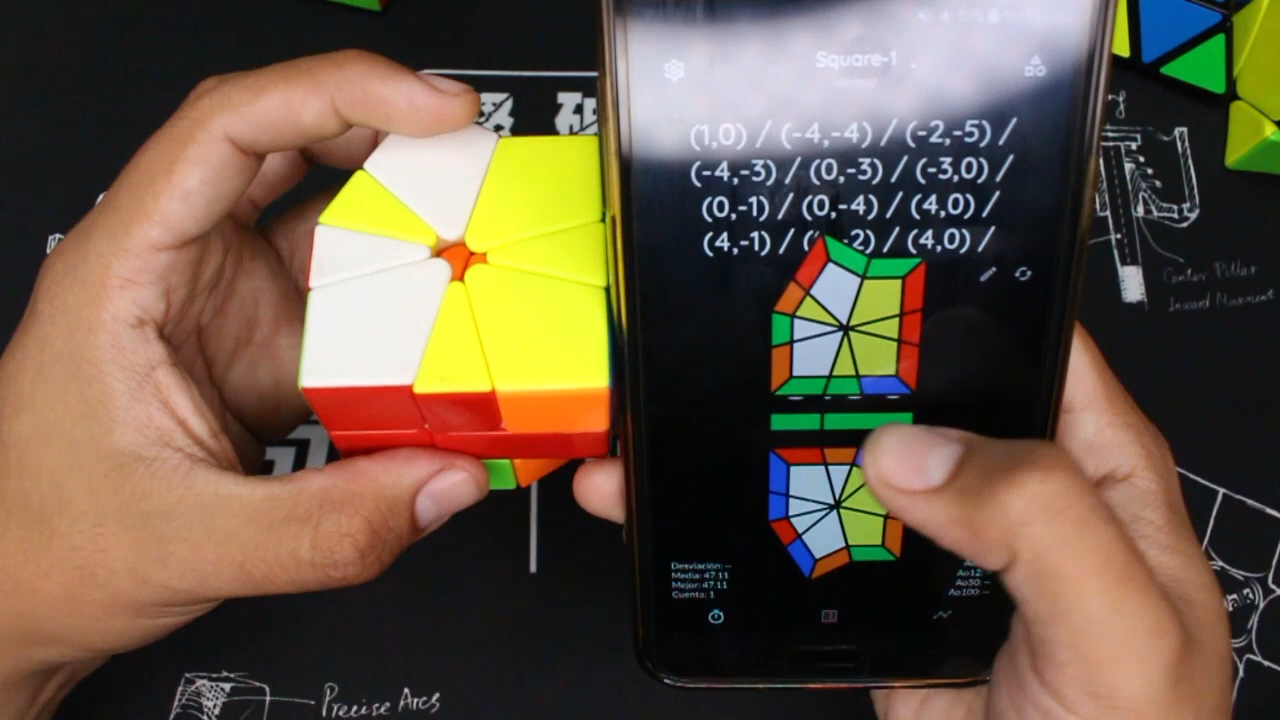 Square-1
(1,0) / (-4,-4) / (-2,-5) /
(-4,-3) / (0,-3) / (-3,0) /
(0,-1) / (0,-4) / (4,0) /
(4,-1) / ( -2) / (4,0) /
Desviación: --
Media: 47.11
Mejor: 47.11
Cuenta: 1
Ao12: --
Ao50: --
Ao100: --
Center Pillar
Inward Movement
Precise Arcs